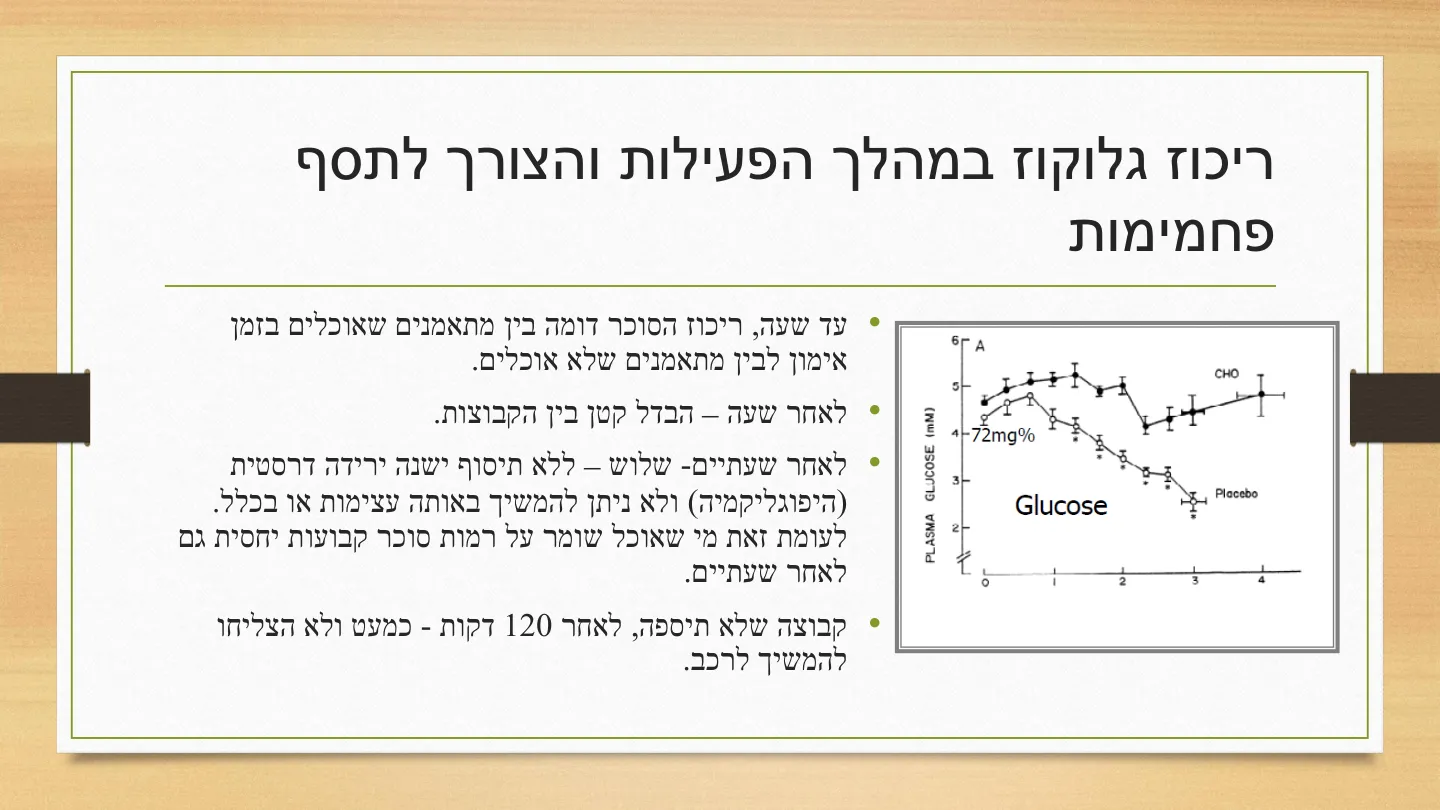 ריכוז גלוקוז במהלך הפעילות והצורך לתסף
פחמימות
• עד שעה, ריכוז הסוכר דומה בין מתאמנים שאוכלים בזמן
אימון לבין מתאמנים שלא אוכלים.
• לאחר שעה – הבדל קטן בין הקבוצות.
• לאחר שעתיים- שלוש – ללא תיסוף ישנה ירידה דרסטית
(היפוגליקמיה) ולא ניתן להמשיך באותה עצימות או בכלל.
לעומת זאת מי שאוכל שומר על רמות סוכר קבועות יחסית גם
לאחר שעתיים.
• קבוצה שלא תיספה, לאחר 120 דקות - כמעט ולא הצליחו
להמשיך לרכב.
A
CHO
72mg%
Placebo
Glucose
PLASMA GLUCOSE (mM)
6
5
4
3
2
0 1 2 3 4